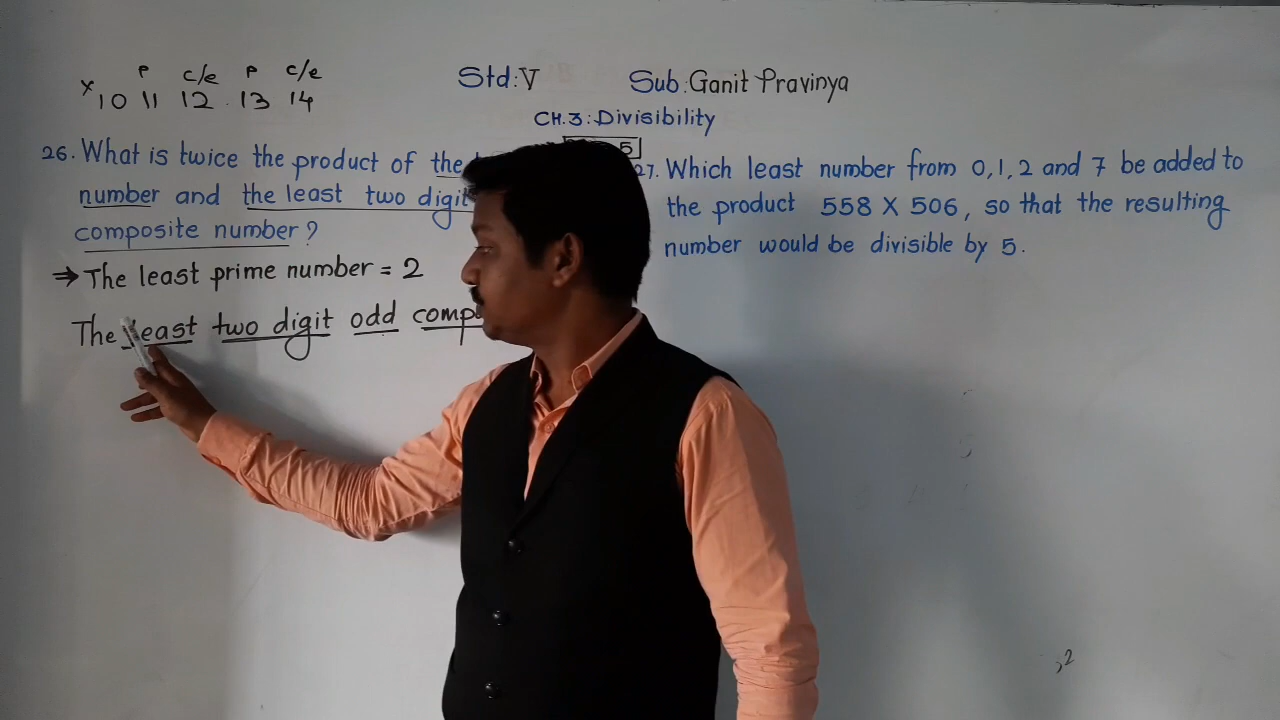 P C/e P C/e
x 10 11 12 . 13 14
Std: V Sub: Ganit Pravinya
CH.3: Divisibility
5
26. What is twice the product of the
number and the least two digit
composite number?
⇒ The least prime number = 2
The least two digit odd
27. Which least number from 0, 1, 2 and 7 be added to
the product 558 X 506, so that the resulting
number would be divisible by 5.
,2